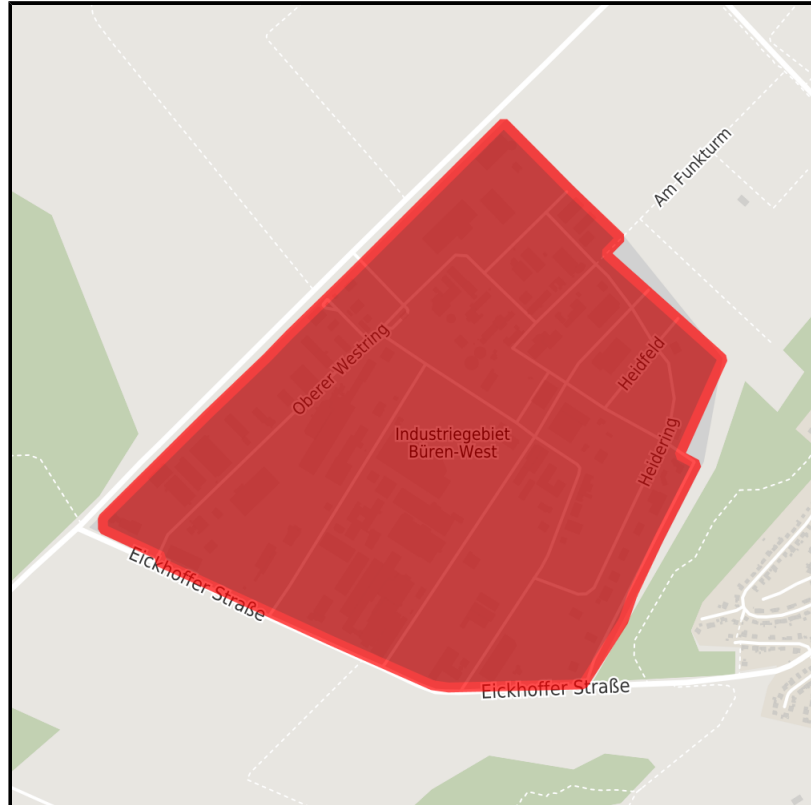 Am Funkturm
Oberer Westring
Heidfeld
Industriegebiet
Büren-West
Heidering
Eickhoffer Straße
Eickhoffer Straße